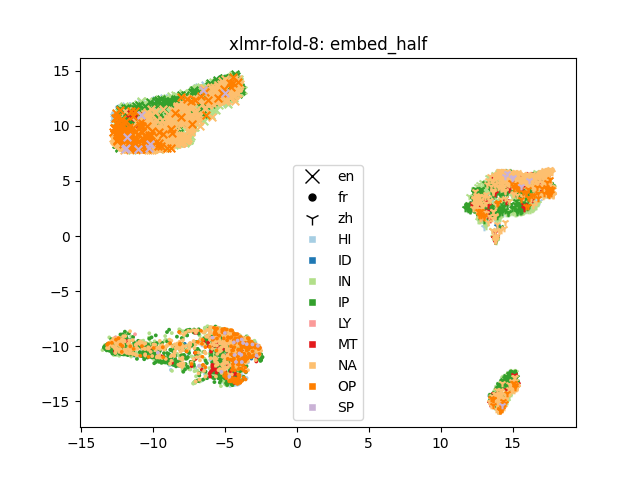 xlmr-fold-8: embed_half
15
10
5
0
−5
−10
−15
−15
−10
−5
0
5
10
15
en
fr
zh
HI
ID
IN
IP
LY
MT
NA
OP
SP